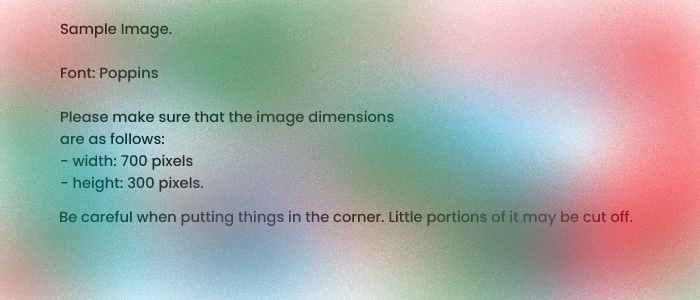 Sample Image.
Font: Poppins
Please make sure that the image dimensions
are as follows:
- width: 700 pixels
- height: 300 pixels.
Be careful when putting things in the corner. Little portions of it may be cut off.